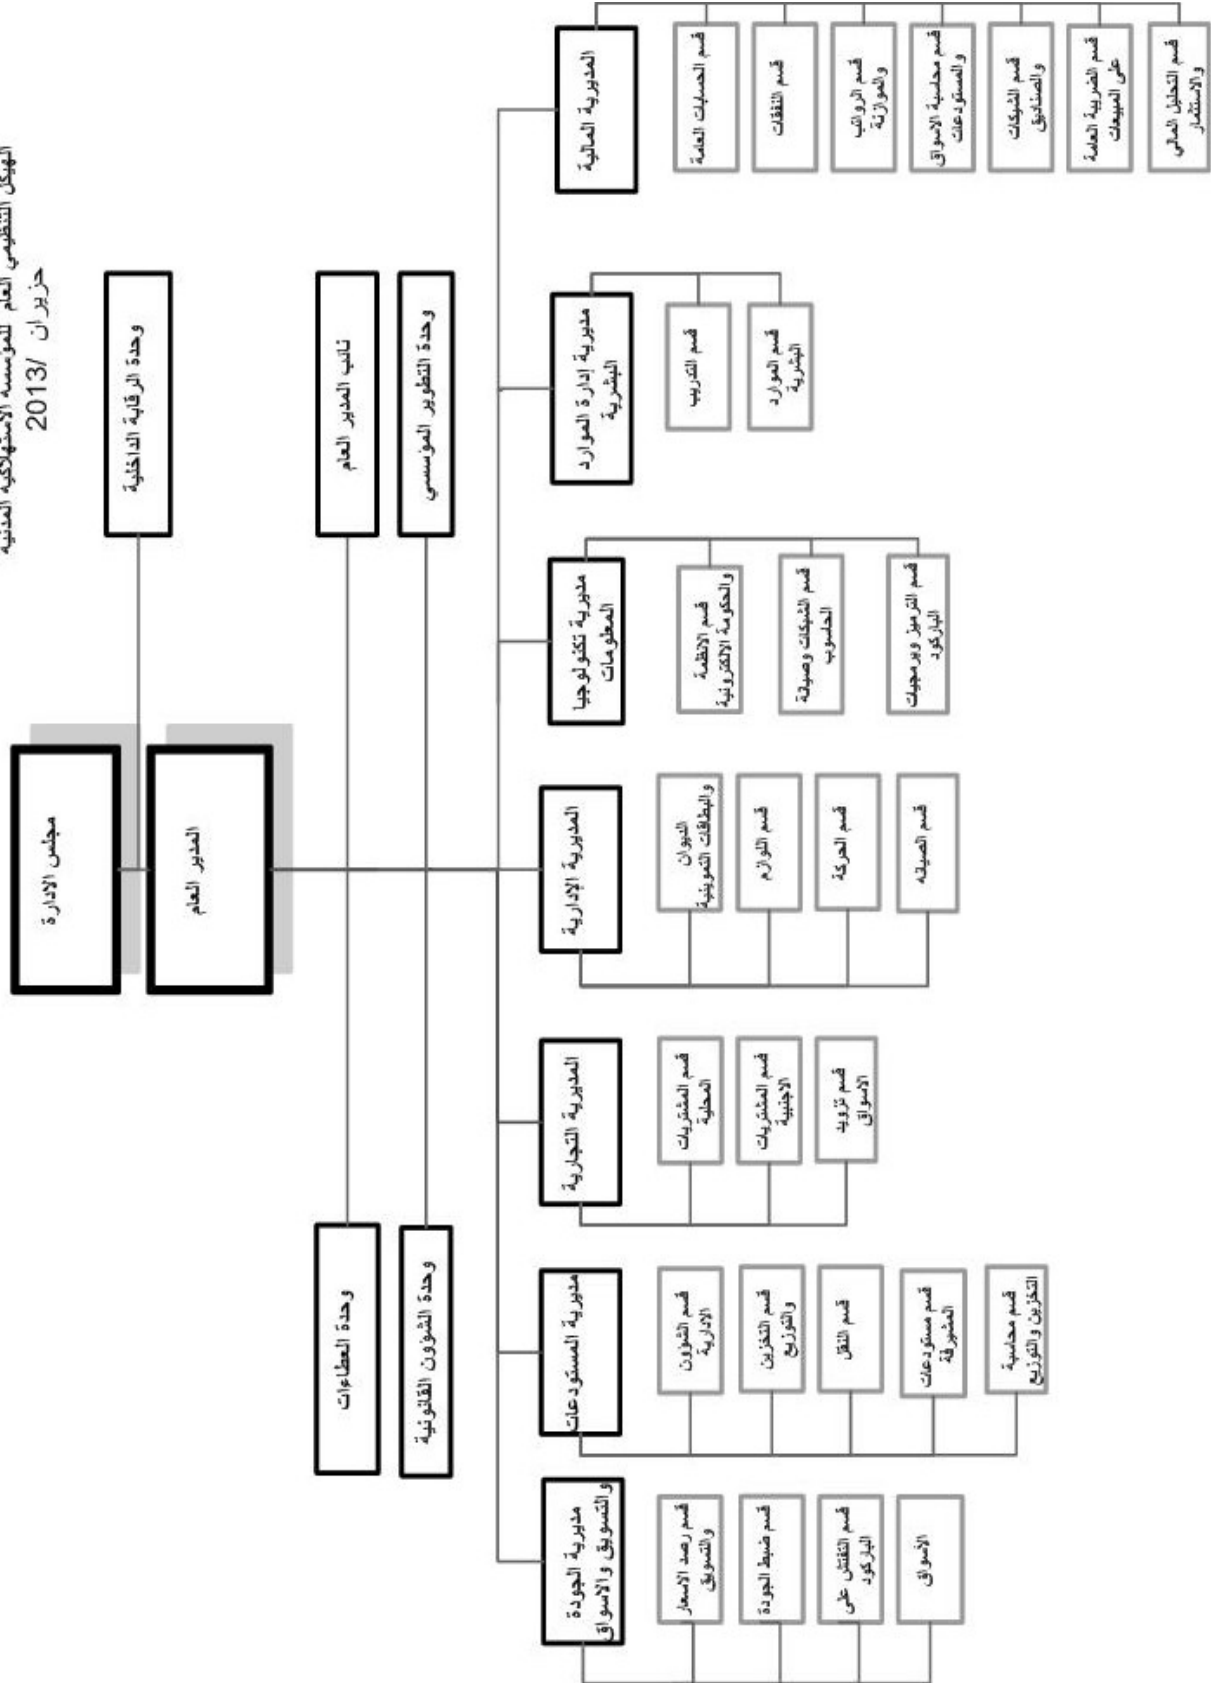 الهيكل التنظيمي العام للمؤسسة الاستهلاكية المدنية
حزيران /2013
مجلس الادارة
المدير العام
وحدة الرقابة الداخلية
نائب المدير العام
وحدة العطاءات
وحدة التطوير المؤسسي
وحدة الشؤون القانونية
المديرية المالية
قسم الحسابات العامة
قسم النفقات
قسم الرواتب
والموازنة
قسم محاسبة الاسواق
والمستودعات
قسم الشيكات
والصناديق
قسم الضريبة العامة
على المبيعات
قسم التحليل المالي
والاستثمار
مديرية إدارة الموارد
البشرية
قسم التدريب
قسم الموارد
البشرية
مديرية تكنولوجيا
المعلومات
قسم الانظمة
والحكومة الالكترونية
قسم الشبكات وصيانة
الحاسوب
قسم الترميز وبرمجيات
الباركود
المديرية الإدارية
الديوان
والبطاقات التموينية
قسم اللوازم
قسم الحركة
قسم الصيانه
المديرية التجارية
قسم المشتريات
المحلية
قسم المشتريات
الاجنبية
قسم تزويد
الاسواق
مديرية المستودعات
قسم الشؤون
الادارية
قسم التخزين
والتوزيع
قسم النقل
قسم مستودعات
المشيرفة
قسم محاسبة
التخزين والتوزيع
مديرية الجودة
والتسويق والاسواق
قسم رصد الاسعار
والتسويق
قسم ضبط الجودة
قسم التفتش على
الباركود
الاسواق